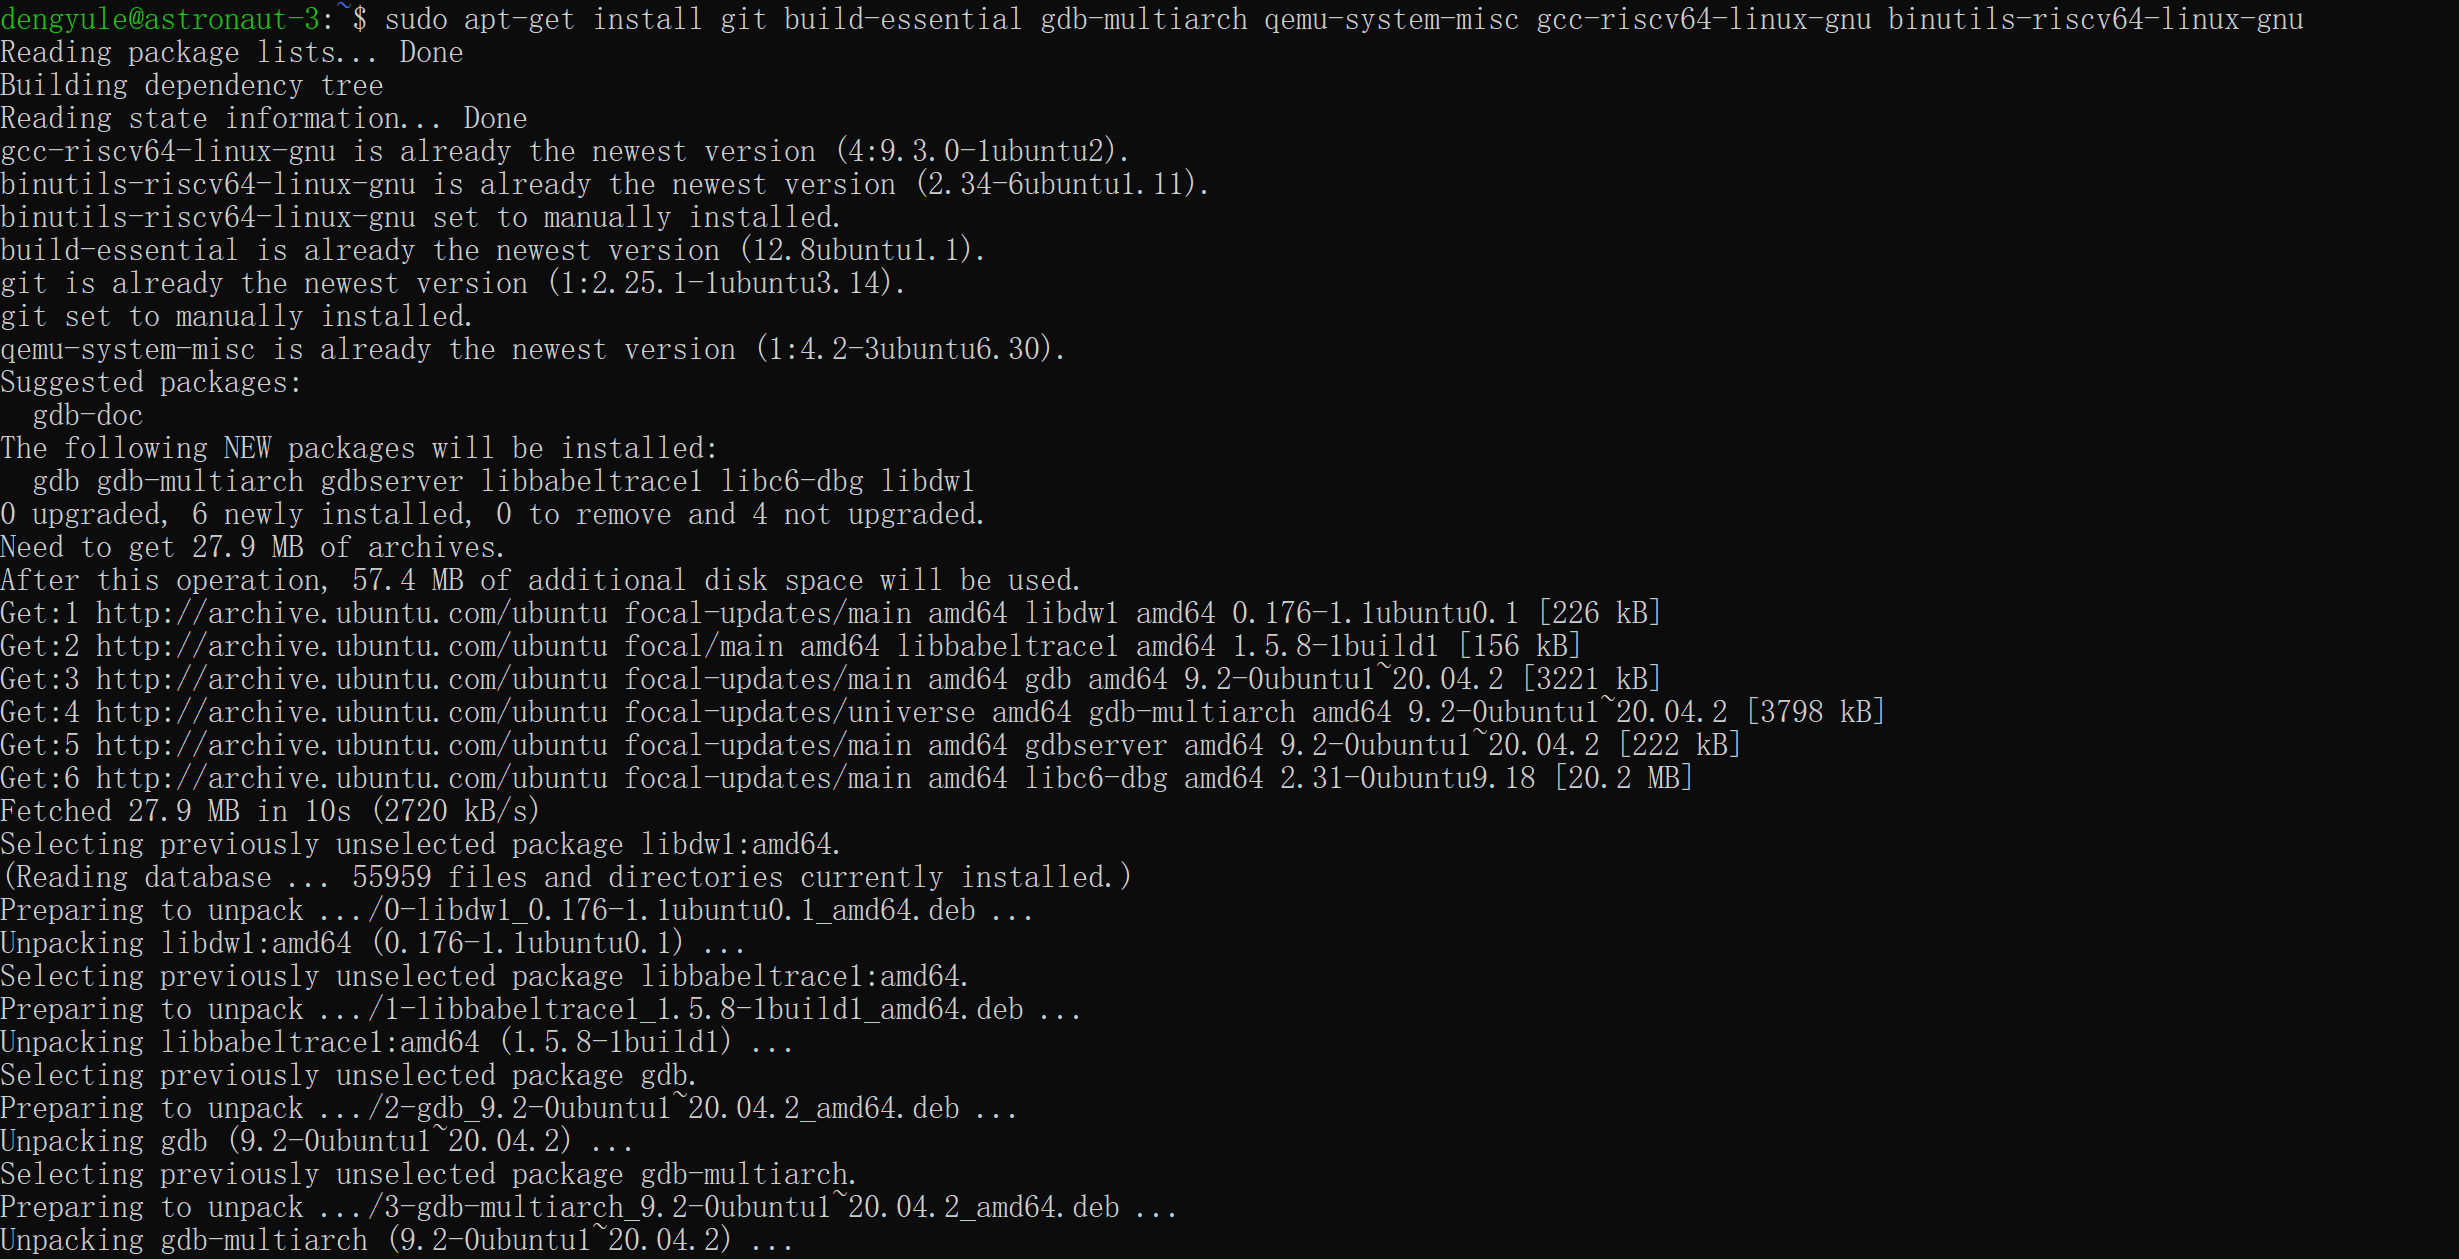 dengyule@astronaut-3:~$ sudo apt-get install git build-essential gdb-multiarch qemu-system-misc gcc-riscv64-linux-gnu binutils-riscv64-linux-gnu
Reading package lists... Done
Building dependency tree
Reading state information... Done
gcc-riscv64-linux-gnu is already the newest version (4:9.3.0-1ubuntu2).
binutils-riscv64-linux-gnu is already the newest version (2.34-6ubuntu1.11).
binutils-riscv64-linux-gnu set to manually installed.
build-essential is already the newest version (12.8ubuntu1.1).
git is already the newest version (1:2.25.1-1ubuntu3.14).
git set to manually installed.
qemu-system-misc is already the newest version (1:4.2-3ubuntu6.30).
Suggested packages:
  gdb-doc
The following NEW packages will be installed:
  gdb gdb-multiarch gdbserver libbabeltrace1 libc6-dbg libdw1
0 upgraded, 6 newly installed, 0 to remove and 4 not upgraded.
Need to get 27.9 MB of archives.
After this operation, 57.4 MB of additional disk space will be used.
Get:1 http://archive.ubuntu.com/ubuntu focal-updates/main amd64 libdw1 amd64 0.176-1.1ubuntu0.1 [226 kB]
Get:2 http://archive.ubuntu.com/ubuntu focal/main amd64 libbabeltrace1 amd64 1.5.8-1build1 [156 kB]
Get:3 http://archive.ubuntu.com/ubuntu focal-updates/main amd64 gdb amd64 9.2-0ubuntu1~20.04.2 [3221 kB]
Get:4 http://archive.ubuntu.com/ubuntu focal-updates/universe amd64 gdb-multiarch amd64 9.2-0ubuntu1~20.04.2 [3798 kB]
Get:5 http://archive.ubuntu.com/ubuntu focal-updates/main amd64 gdbserver amd64 9.2-0ubuntu1~20.04.2 [222 kB]
Get:6 http://archive.ubuntu.com/ubuntu focal-updates/main amd64 libc6-dbg amd64 2.31-0ubuntu9.18 [20.2 MB]
Fetched 27.9 MB in 10s (2720 kB/s)
Selecting previously unselected package libdw1:amd64.
(Reading database ... 55959 files and directories currently installed.)
Preparing to unpack .../0-libdw1_0.176-1.1ubuntu0.1_amd64.deb ...
Unpacking libdw1:amd64 (0.176-1.1ubuntu0.1) ...
Selecting previously unselected package libbabeltrace1:amd64.
Preparing to unpack .../1-libbabeltrace1_1.5.8-1build1_amd64.deb ...
Unpacking libbabeltrace1:amd64 (1.5.8-1build1) ...
Selecting previously unselected package gdb.
Preparing to unpack .../2-gdb_9.2-0ubuntu1~20.04.2_amd64.deb ...
Unpacking gdb (9.2-0ubuntu1~20.04.2) ...
Selecting previously unselected package gdb-multiarch.
Preparing to unpack .../3-gdb-multiarch_9.2-0ubuntu1~20.04.2_amd64.deb ...
Unpacking gdb-multiarch (9.2-0ubuntu1~20.04.2) ...